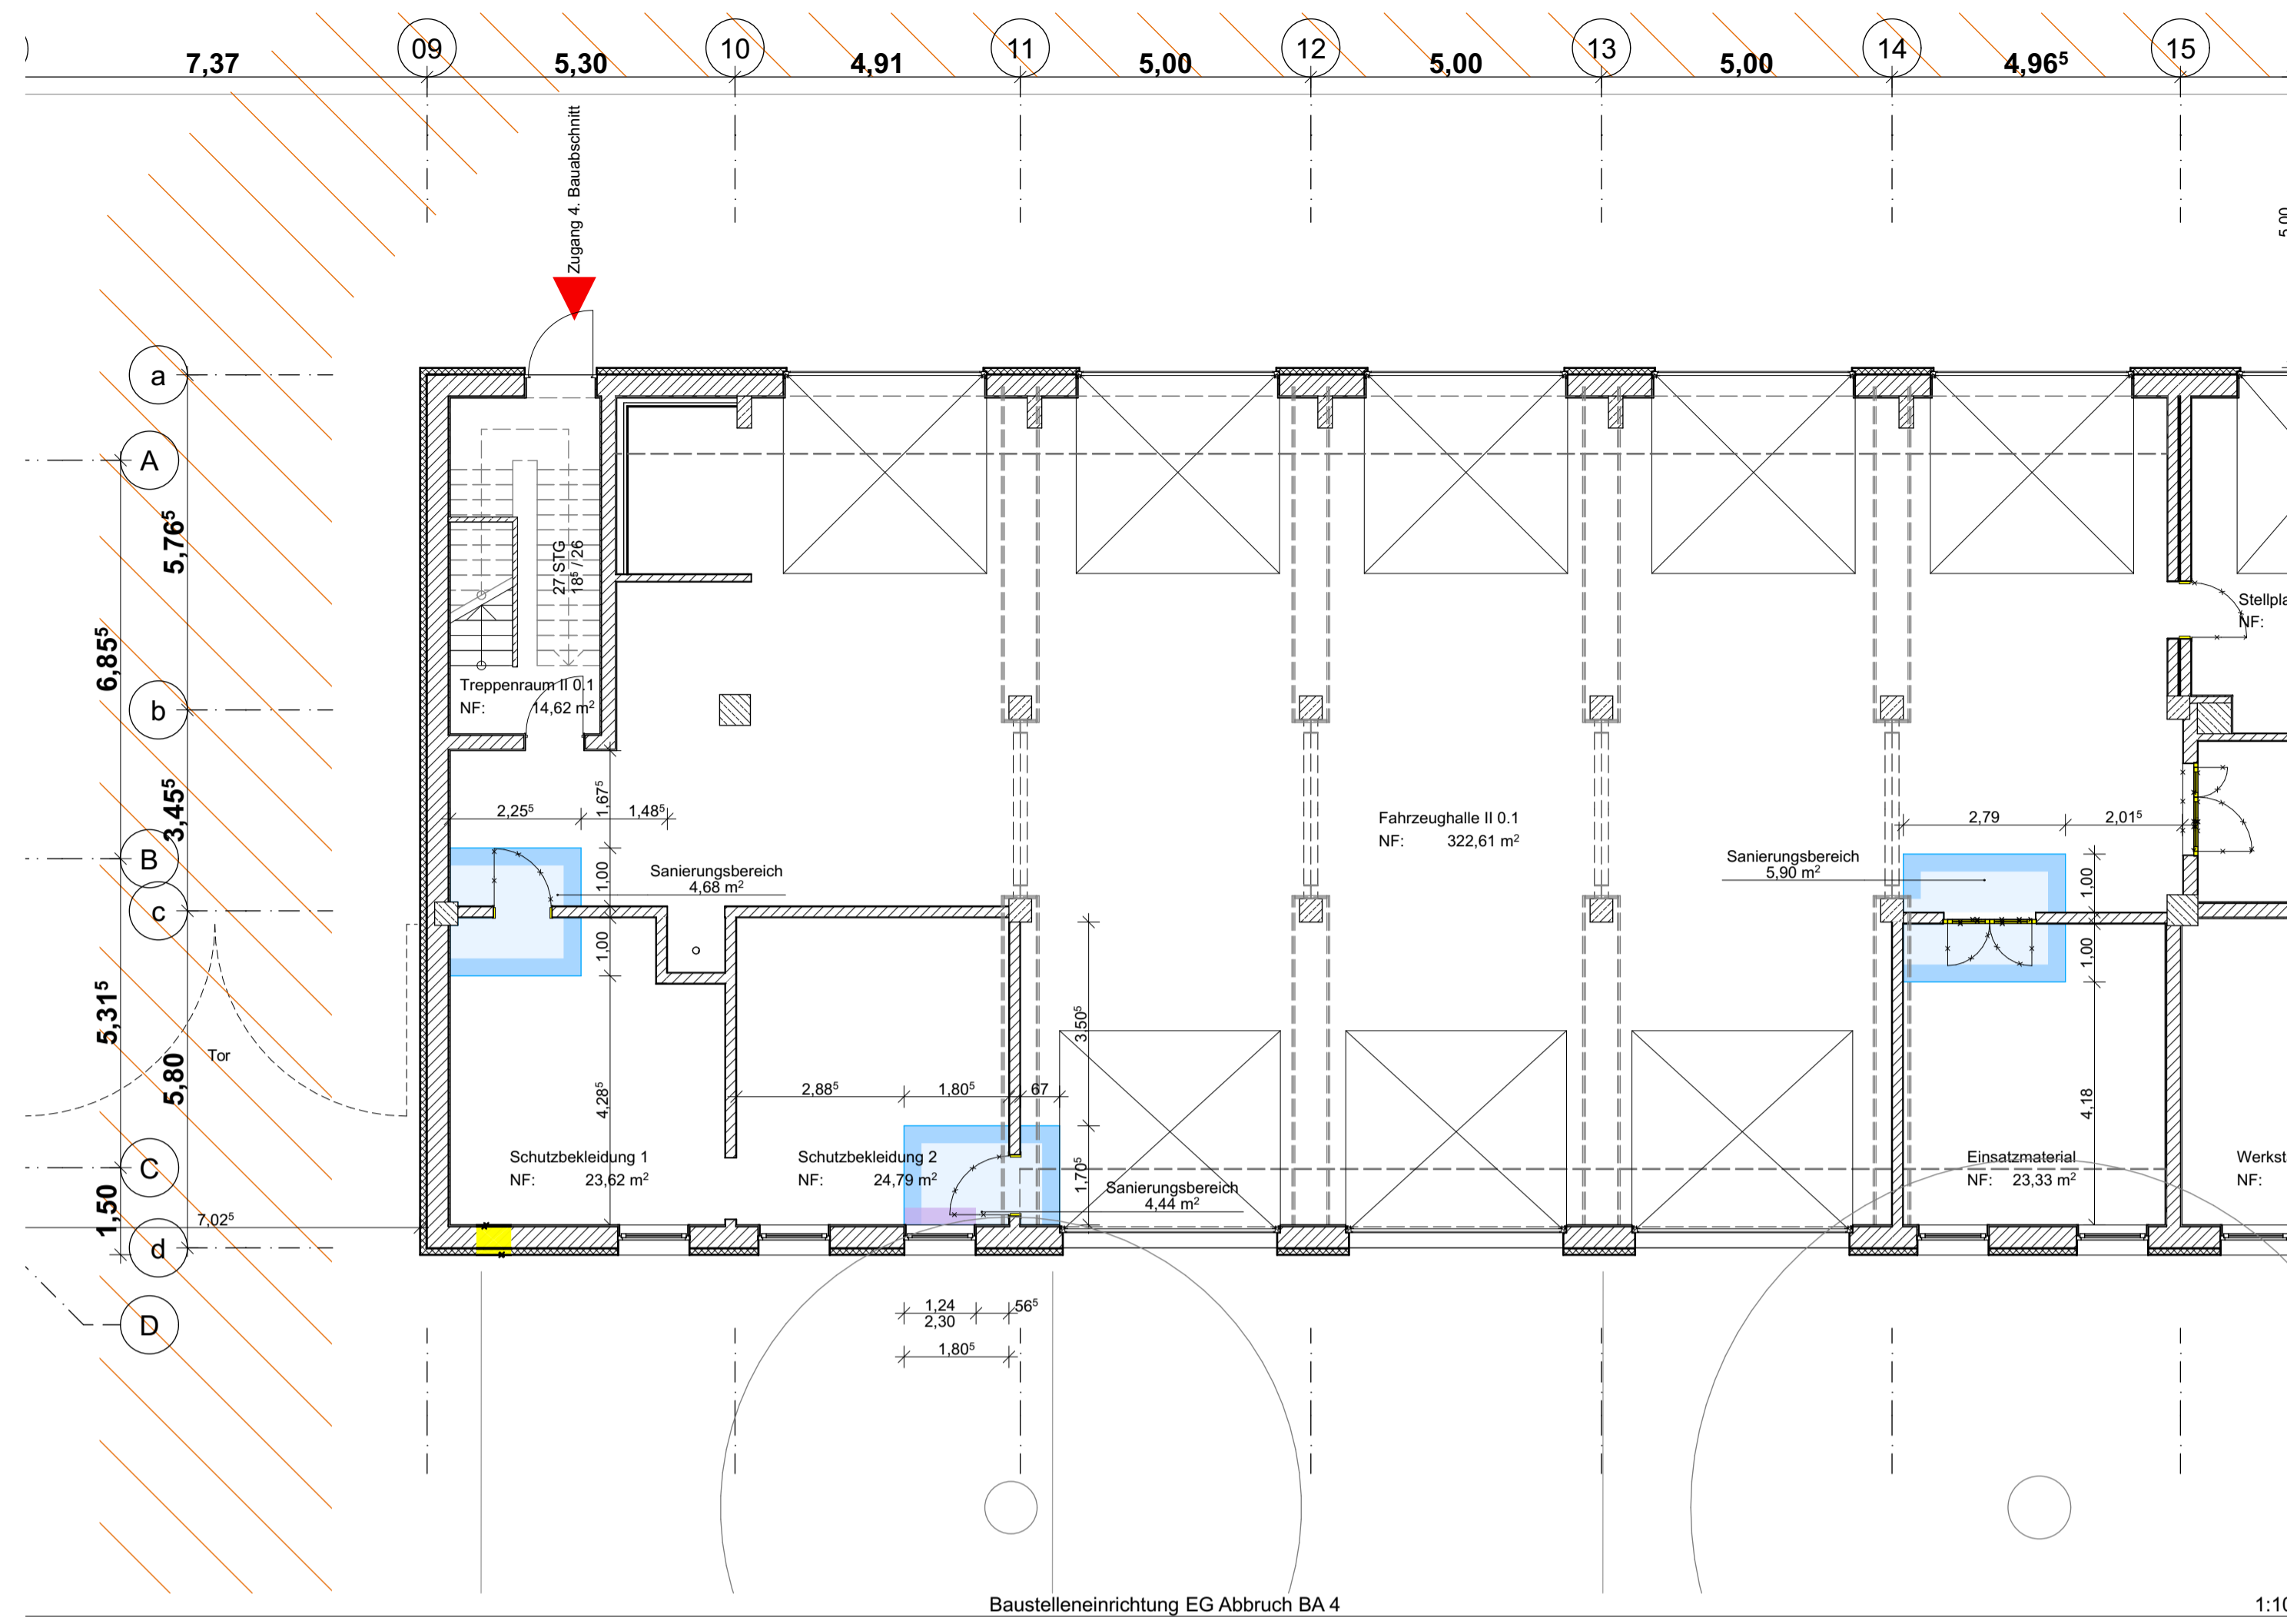 09
10
11
12
13
14
15
7,37
5,30
4,91
5,00
5,00
5,00
4,96⁵
Zugang 4. Bauabschnitt
5,00
a
A
b
B
c
C
d
D
5,76⁵
6,85⁵
3,45⁵
5,31⁵
5,80
1,50
7,02⁵
Tor
27 STG
18⁵ / 26
Treppenraum II 0.1
NF: 14,62 m²
Stellpla
NF:
2,25⁵
1,48⁵
1,67⁵
1,00
1,00
4,28⁵
Sanierungsbereich
4,68 m²
Fahrzeughalle II 0.1
NF: 322,61 m²
Sanierungsbereich
5,90 m²
2,79
2,01⁵
1,00
1,00
4,18
3,50⁵
2,88⁵
1,80⁵
67
1,70⁵
Schutzbekleidung 1
NF: 23,62 m²
Schutzbekleidung 2
NF: 24,79 m²
Sanierungsbereich
4,44 m²
Einsatzmaterial
NF: 23,33 m²
Werkst
NF:
1,24
2,30
56⁵
1,80⁵
Baustelleneinrichtung EG Abbruch BA 4
1:10